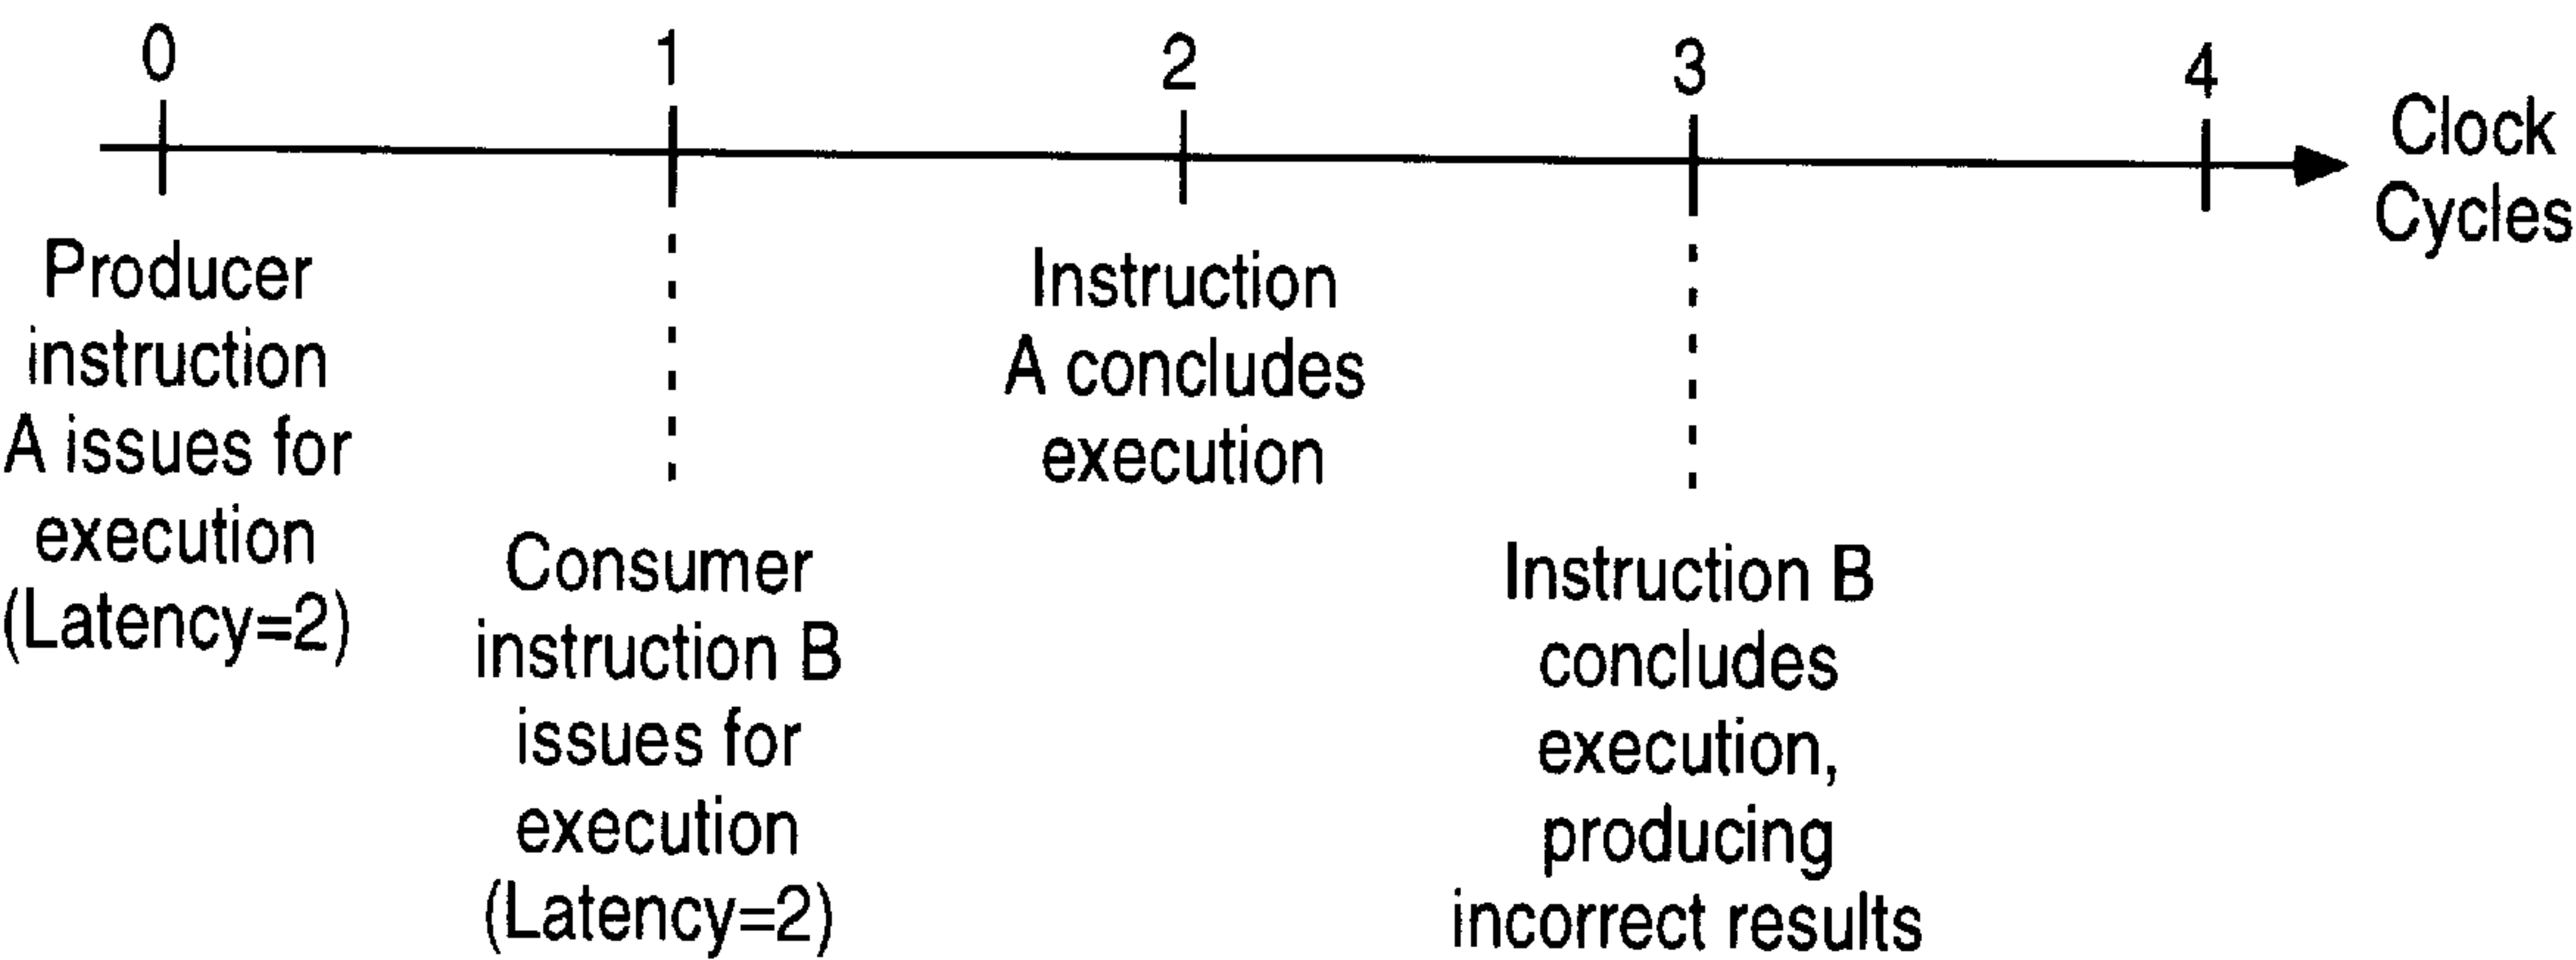 0
1
2
3
4
Clock
Cycles
Producer
instruction
A issues for
execution
(Latency=2)
Consumer
instruction B
issues for
execution
(Latency=2)
Instruction
A concludes
execution
Instruction B
concludes
execution,
producing
incorrect results